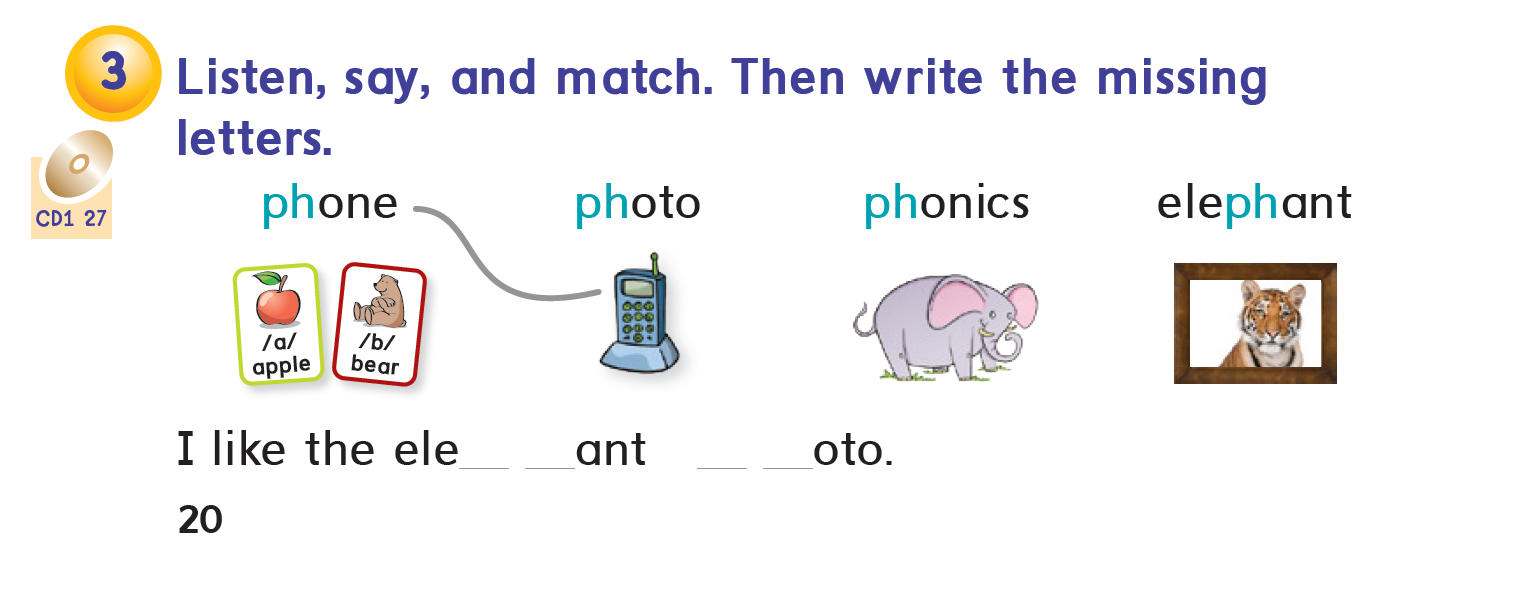 3 Listen, say, and match. Then write the missing
letters.
CD1 27
phone photo phonics elephant
/a/
apple
/b/
bear
I like the ele__ __ant __ __oto.
20